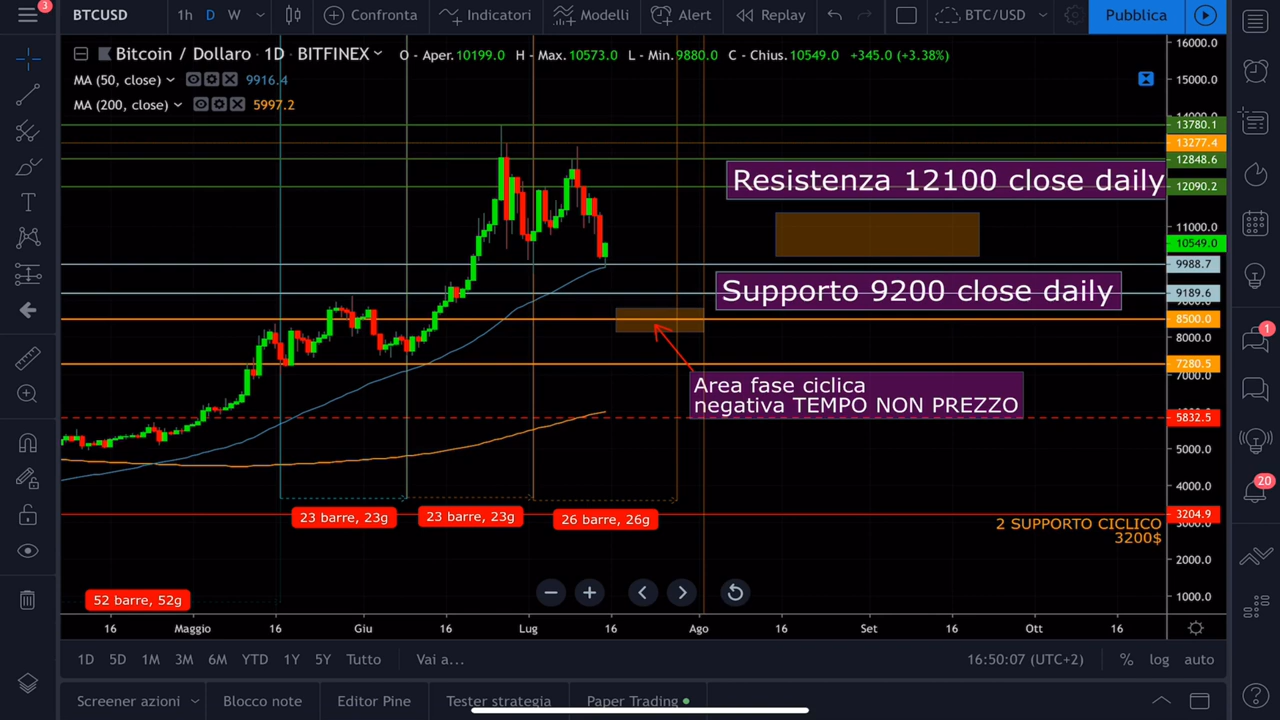 3
BTCUSD
1h D W Confronta Indicatori Modelli Alert Replay BTC/USD Pubblica
Bitcoin / Dollaro · 1D · BITFINEX O - Aper.10199.0 H - Max.10573.0 L - Min.9880.0 C - Chius.10549.0 +345.0 (+3.38%)
MA (50, close) 9916.4
MA (200, close) 5997.2
16000.0
15000.0
14000.0
13780.1
13277.4
12848.6
Resistenza 12100 close daily
12090.2
11000.0
10549.0
9988.7
Supporto 9200 close daily
9189.6
8500.0
1
8000.0
7280.5
7000.0
Area fase ciclica
negativa TEMPO NON PREZZO
5832.5
5000.0
4000.0
20
23 barre, 23g
23 barre, 23g
26 barre, 26g
3204.9
3000.0
2 SUPPORTO CICLICO
3200$
2000.0
52 barre, 52g
1000.0
16 Maggio 16 Giu 16 Lug 16 Ago 16 Set 16 Ott 16
1D 5D 1M 3M 6M YTD 1Y 5Y Tutto Vai a... 16:50:07 (UTC+2) % log auto
Screener azioni Blocco note Editor Pine Tester strategia Paper Trading